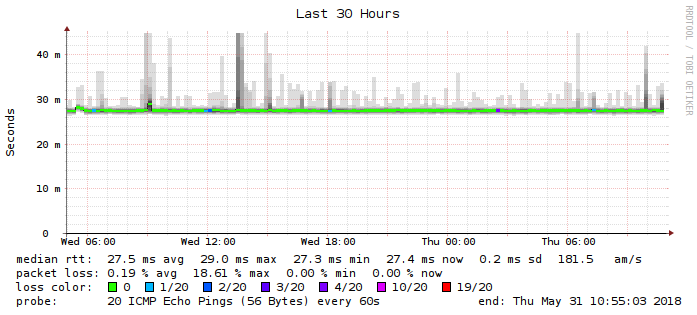 Last 30 Hours
RRDTOOL / TOBI OETIKER
Seconds
40 m
30 m
20 m
10 m
0
Wed 06:00 Wed 12:00 Wed 18:00 Thu 00:00 Thu 06:00
median rtt: 27.5 ms avg 29.0 ms max 27.3 ms min 27.4 ms now 0.2 ms sd 181.5 am/s
packet loss: 0.19 % avg 18.61 % max 0.00 % min 0.00 % now
loss color: 0 1/20 2/20 3/20 4/20 10/20 19/20
probe: 20 ICMP Echo Pings (56 Bytes) every 60s end: Thu May 31 10:55:03 2018